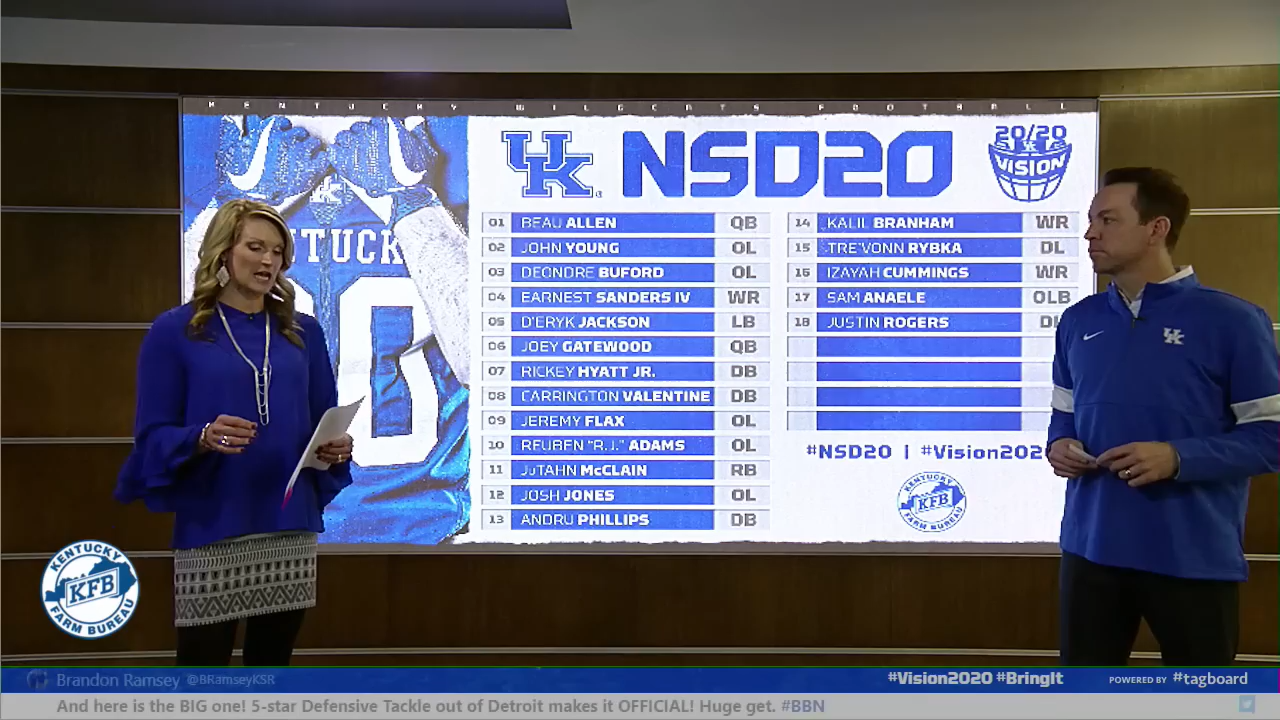 KENTUCKY WILDCATS FOOTBALL
UK NSD20
20/20
UK
VISION
01 BEAU ALLEN QB
02 JOHN YOUNG OL
03 DEONDRE BUFORD OL
04 EARNEST SANDERS IV WR
05 D'ERYK JACKSON LB
06 JOEY GATEWOOD QB
07 RICKEY HYATT JR. DB
08 CARRINGTON VALENTINE DB
09 JEREMY FLAX OL
10 REUBEN "R.J." ADAMS OL
11 JuTAHN McCLAIN RB
12 JOSH JONES OL
13 ANDRU PHILLIPS DB
14 KALIL BRANHAM WR
15 TRE'VONN RYBKA DL
16 IZAYAH CUMMINGS WR
17 SAM ANAELE OLB
18 JUSTIN ROGERS
#NSD20 | #Vision202
KENTUCKY
KFB
FARM BUREAU
TUCK
UK
KENTUCKY
KFB
FARM BUREAU
Brandon Ramsey @BRamseyKSR
#Vision2020 #BringIt POWERED BY #tagboard
And here is the BIG one! 5-star Defensive Tackle out of Detroit makes it OFFICIAL! Huge get. #BBN